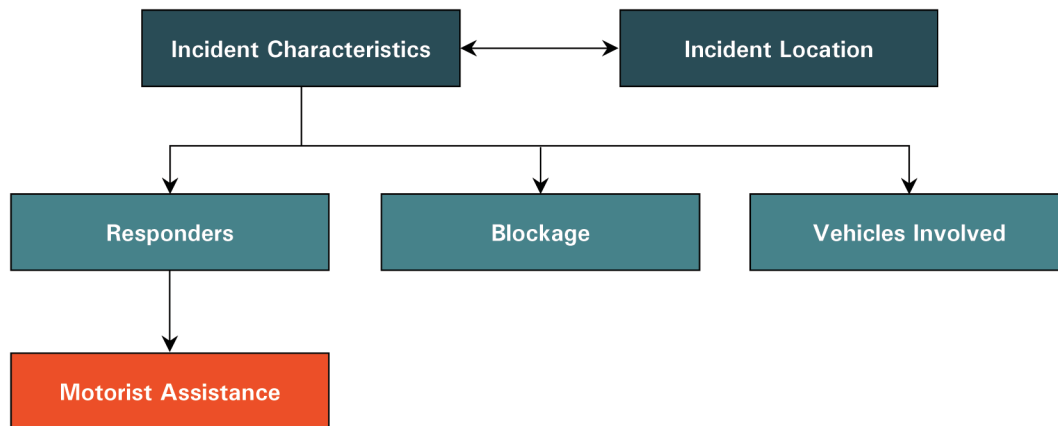 Incident Characteristics
Incident Location
Responders
Blockage
Vehicles Involved
Motorist Assistance